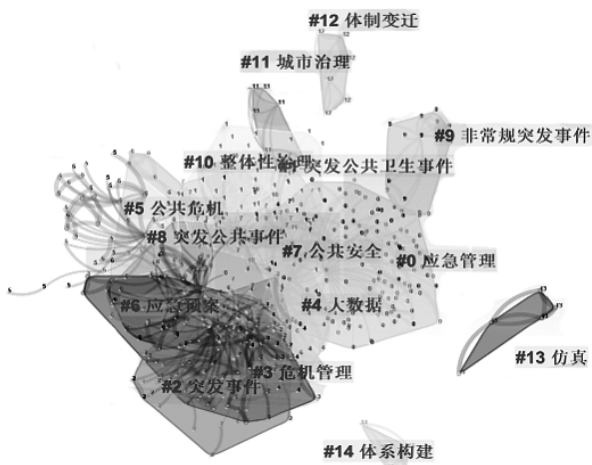 #12 体制变迁
#11 城市治理
#9 非常规突发事件
#10 整体性治理
突发公共卫生事件
#5 公共危机
#8 突发公共事件
#7 公共安全
#0 应急管理
#6 应急预案
#4 大数据
#13 仿真
#3 危机管理
#2 突发事件
#14 体系构建